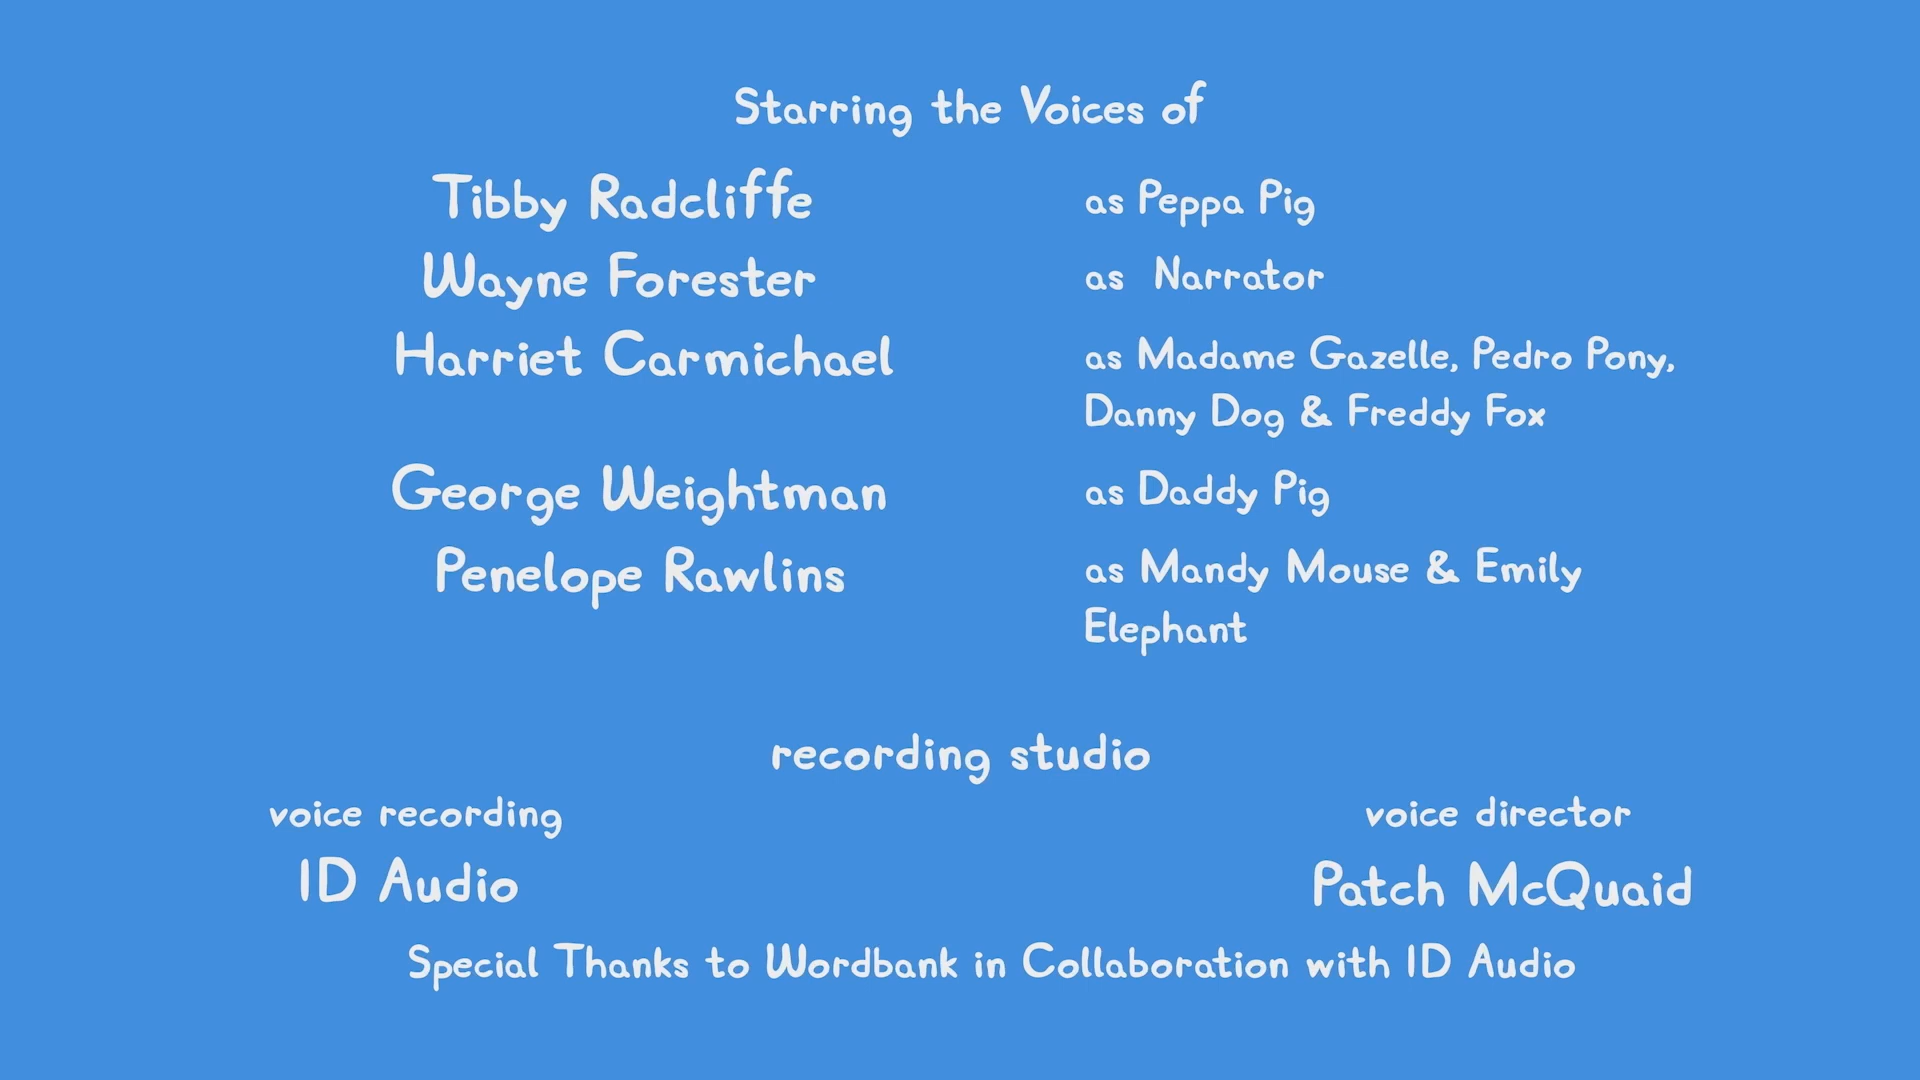 Starring the Voices of
Tibby Radcliffe as Peppa Pig
Wayne Forester as Narrator
Harriet Carmichael as Madame Gazelle, Pedro Pony,
Danny Dog & Freddy Fox
George Weightman as Daddy Pig
Penelope Rawlins as Mandy Mouse & Emily
Elephant
recording studio
voice recording voice director
ID Audio Patch McQuaid
Special Thanks to Wordbank in Collaboration with ID Audio